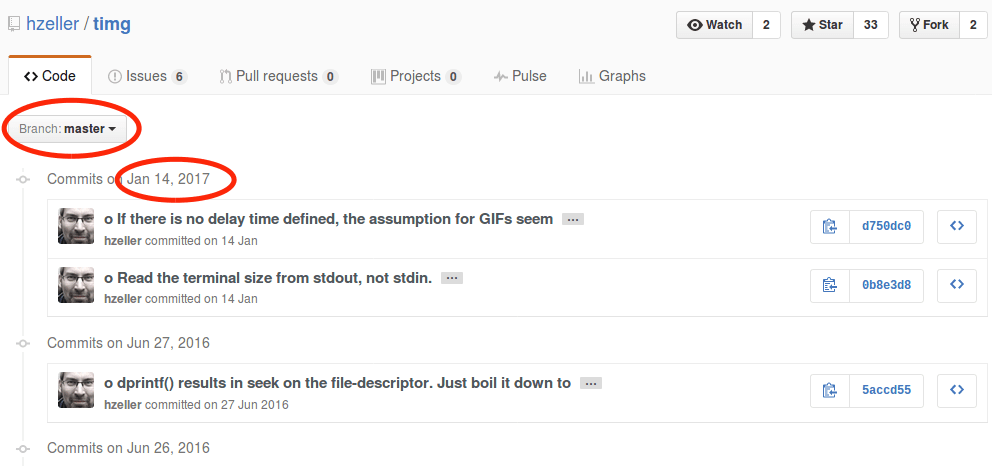 hzeller / timg
Watch 2 Star 33 Fork 2
Code Issues 6 Pull requests 0 Projects 0 Pulse Graphs
Branch: master
Commits on Jan 14, 2017
o If there is no delay time defined, the assumption for GIFs seem ...
hzeller committed on 14 Jan
d750dc0
o Read the terminal size from stdout, not stdin. ...
hzeller committed on 14 Jan
0b8e3d8
Commits on Jun 27, 2016
o dprintf() results in seek on the file-descriptor. Just boil it down to ...
hzeller committed on 27 Jun 2016
5accd55
Commits on Jun 26, 2016